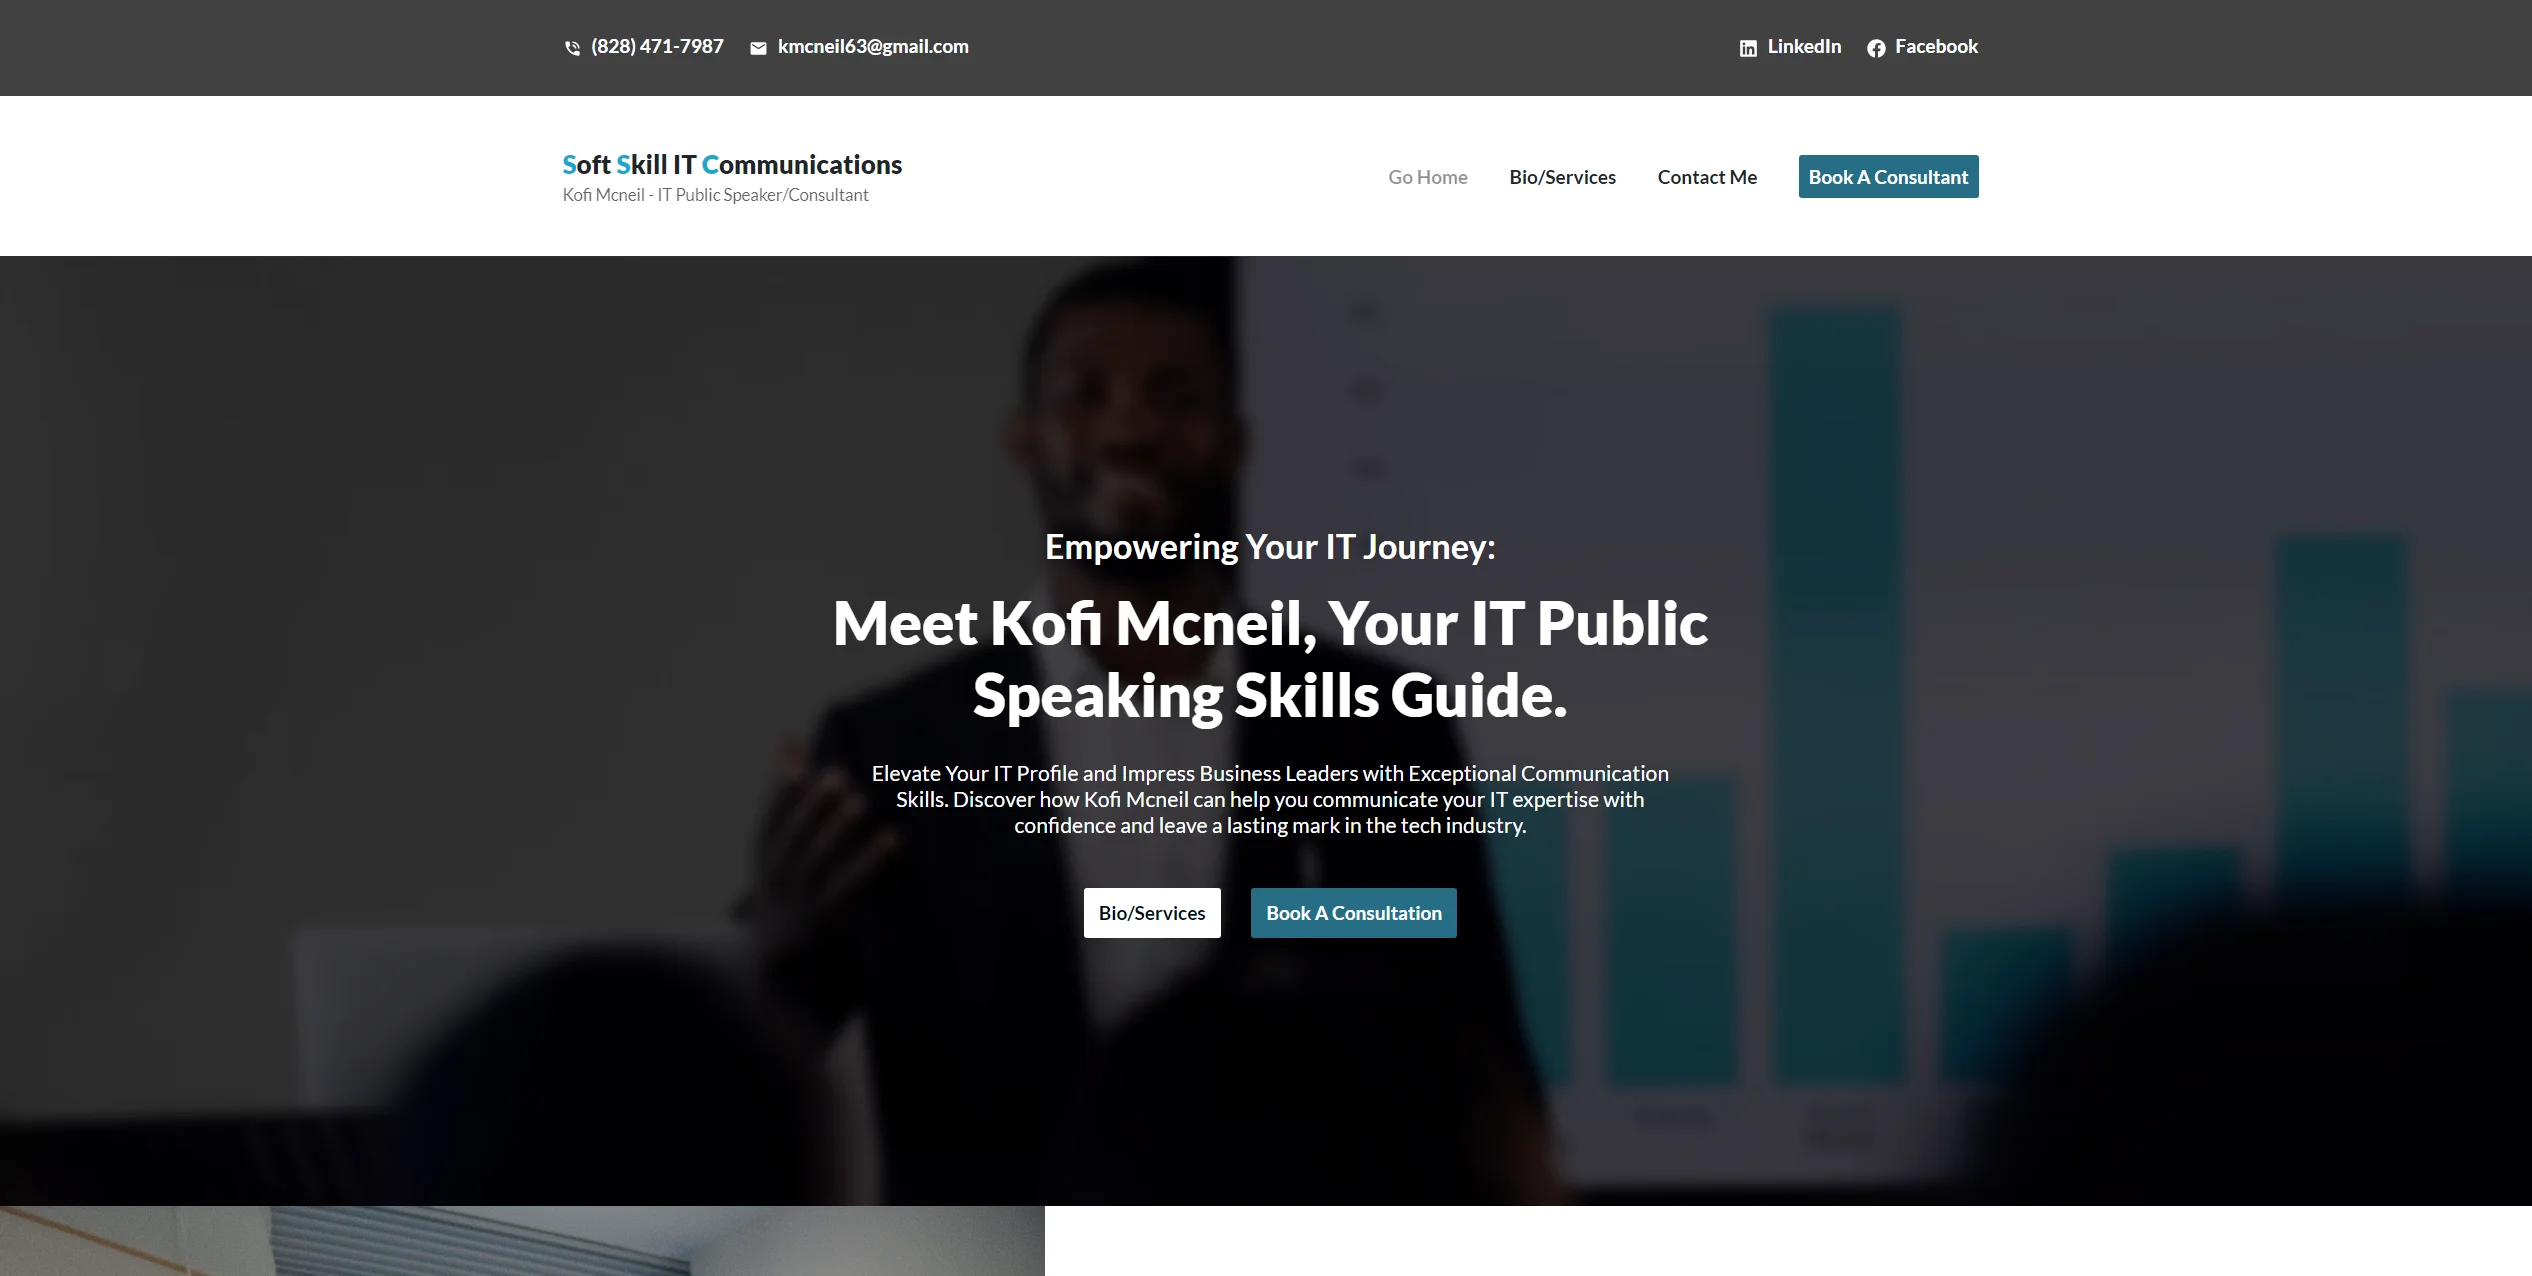 (828) 471-7987 kmcneil63@gmail.com LinkedIn Facebook
Soft Skill IT Communications
Kofi Mcneil - IT Public Speaker/Consultant
Go Home Bio/Services Contact Me Book A Consultant
Empowering Your IT Journey:
Meet Kofi Mcneil, Your IT Public
Speaking Skills Guide.
Elevate Your IT Profile and Impress Business Leaders with Exceptional Communication
Skills. Discover how Kofi Mcneil can help you communicate your IT expertise with
confidence and leave a lasting mark in the tech industry.
Bio/Services Book A Consultation